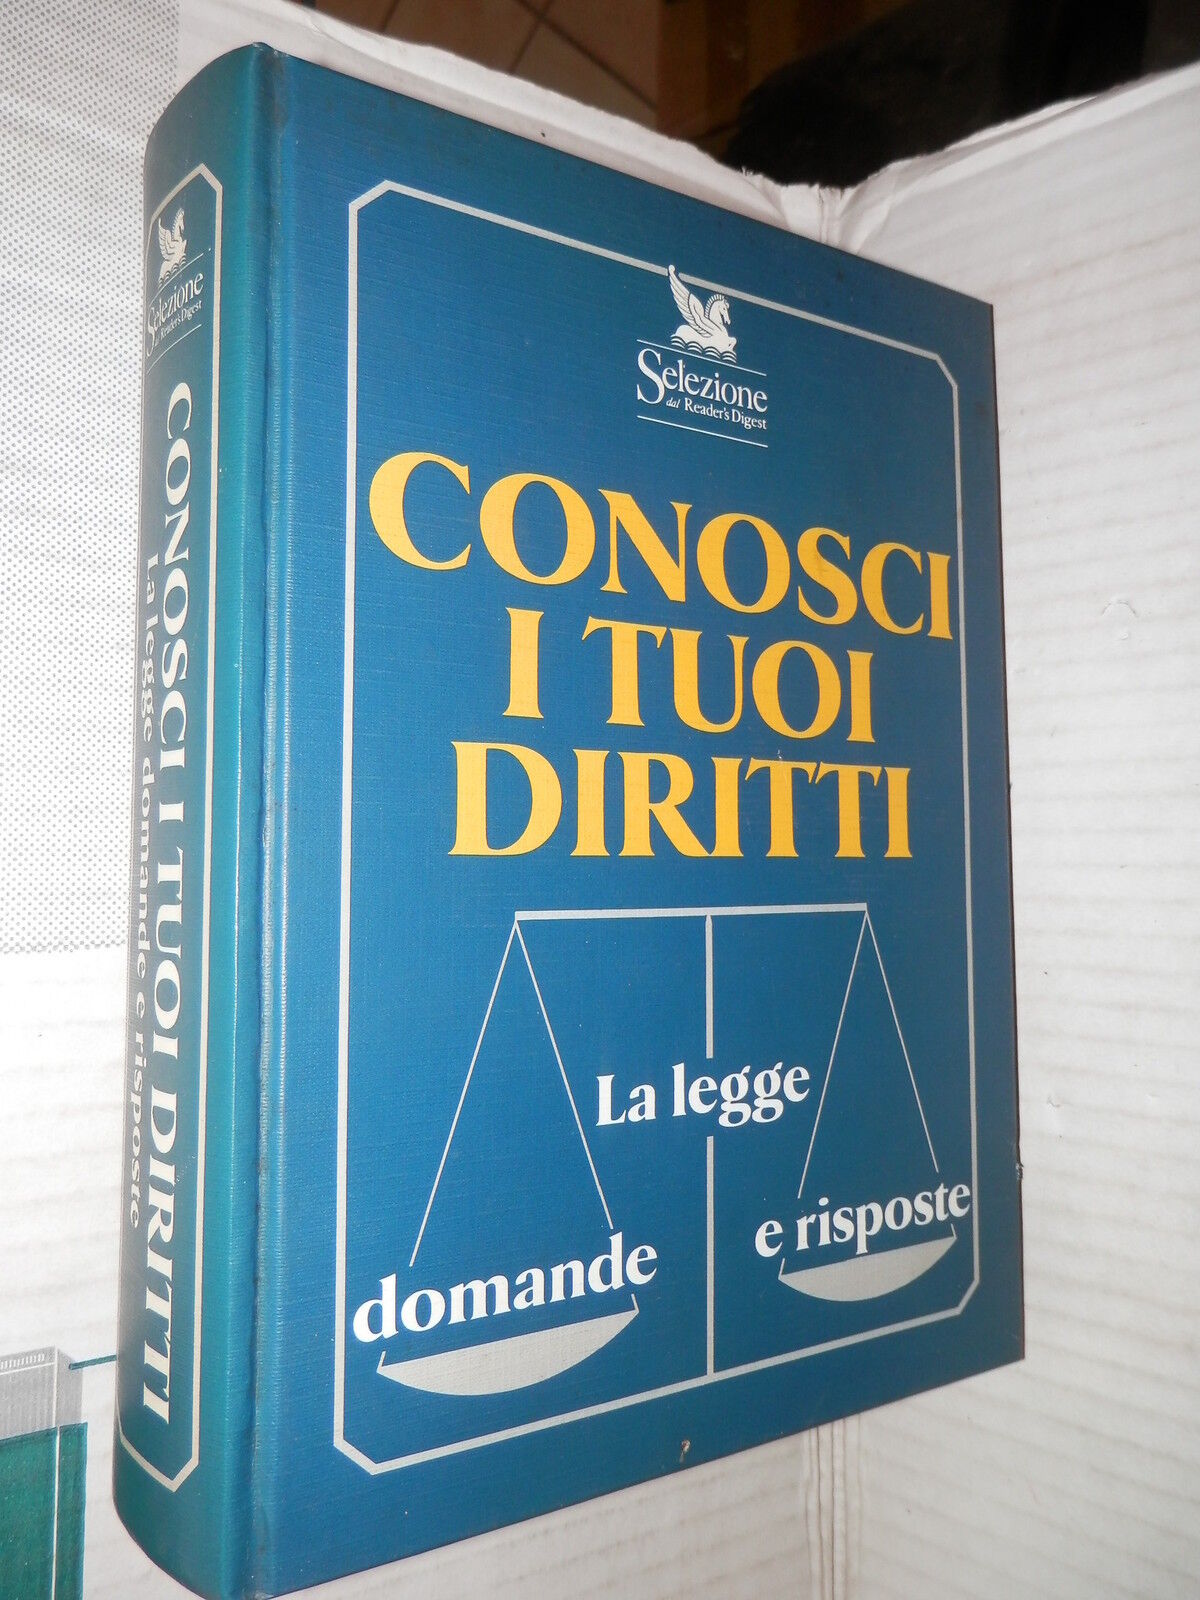 Selezione
dal Reader's Digest
CONOSCI I TUOI DIRITTI
La legge domande e risposte
Selezione
dal Reader's Digest
CONOSCI
I TUOI
DIRITTI
La legge
domande
e risposte